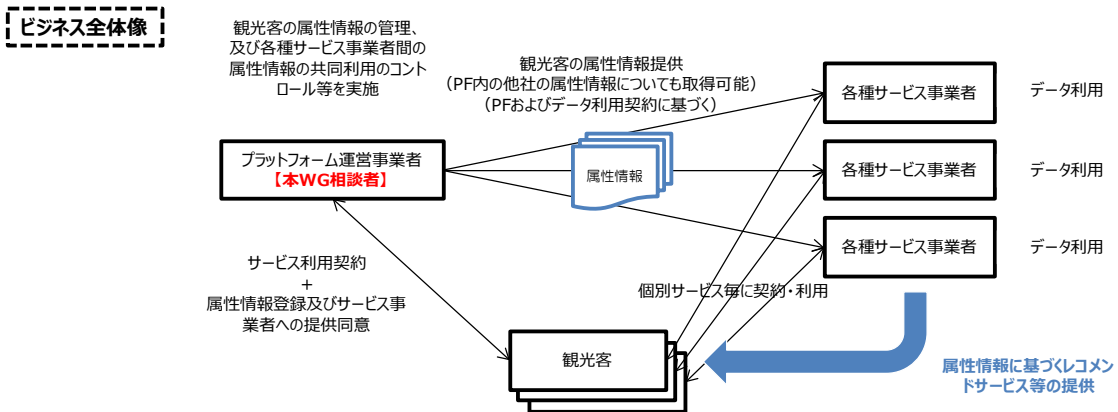 ビジネス全体像
観光客の属性情報の管理、
及び各種サービス事業者間の
属性情報の共同利用のコント
ロール等を実施
観光客の属性情報提供
（PF内の他社の属性情報についても取得可能）
（PFおよびデータ利用契約に基づく）
各種サービス事業者
データ利用
プラットフォーム運営事業者
【本WG相談者】
属性情報
各種サービス事業者
データ利用
各種サービス事業者
データ利用
サービス利用契約
+
属性情報登録及びサービス事
業者への提供同意
個別サービス毎に契約・利用
観光客
属性情報に基づくレコメン
ドサービス等の提供